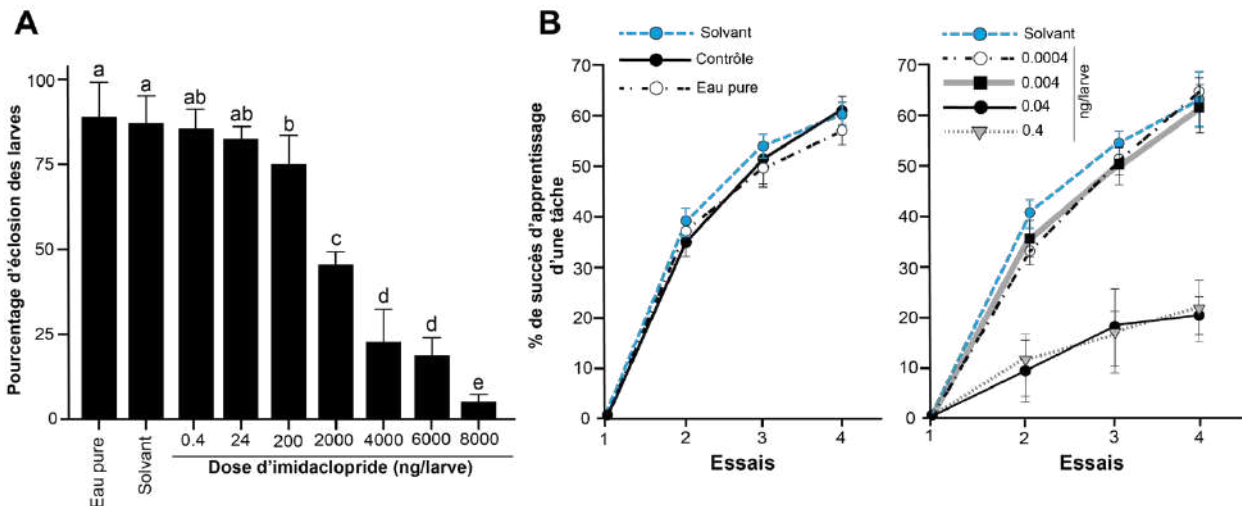 A
Pourcentage d'éclosion des larves
100
75
50
25
0
a
a
ab
ab
b
c
d
d
e
Eau pure
Solvant
0.4
24
200
2000
4000
6000
8000
Dose d'imidaclopride (ng/larve)
B
Solvant
Contrôle
Eau pure
% de succès d'apprentissage
d'une tâche
70
60
50
40
30
20
10
0
1
2
3
4
Essais
Solvant
0.0004
0.004
0.04
0.4
ng/larve
70
60
50
40
30
20
10
0
1
2
3
4
Essais